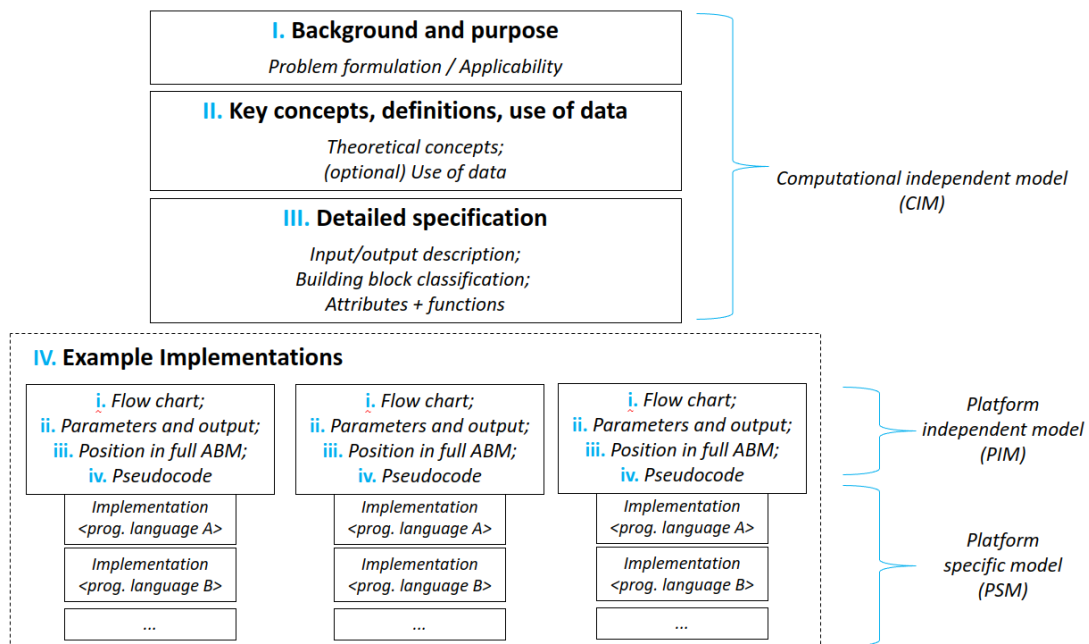 I. Background and purpose
Problem formulation / Applicability
II. Key concepts, definitions, use of data
Theoretical concepts;
(optional) Use of data
III. Detailed specification
Input/output description;
Building block classification;
Attributes + functions
Computational independent model
(CIM)
IV. Example Implementations
i. Flow chart;
ii. Parameters and output;
iii. Position in full ABM;
iv. Pseudocode
Implementation
<prog. language A>
Implementation
<prog. language B>
...
i. Flow chart;
ii. Parameters and output;
iii. Position in full ABM;
iv. Pseudocode
Implementation
<prog. language A>
Implementation
<prog. language B>
...
i. Flow chart;
ii. Parameters and output;
iii. Position in full ABM;
iv. Pseudocode
Implementation
<prog. language A>
Implementation
<prog. language B>
...
Platform
independent model
(PIM)
Platform
specific model
(PSM)